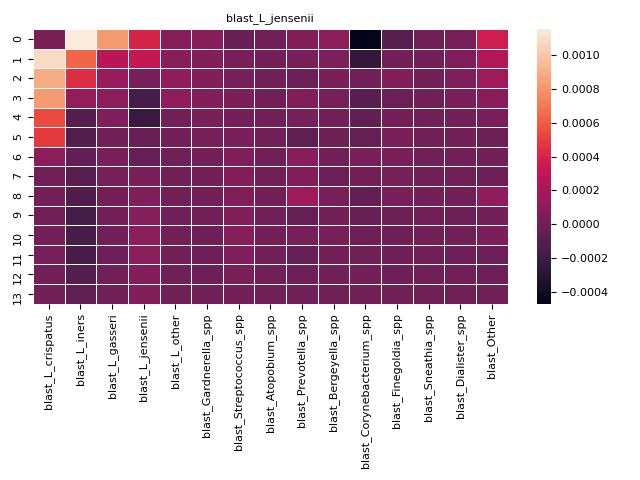 blast_L_jensenii
0
1
2
3
4
5
6
7
8
9
10
11
12
13
0.0010
0.0008
0.0006
0.0004
0.0002
0.0000
−0.0002
−0.0004
blast_L_crispatus
blast_L_iners
blast_L_gasseri
blast_L_jensenii
blast_L_other
blast_Gardnerella_spp
blast_Streptococcus_spp
blast_Atopobium_spp
blast_Prevotella_spp
blast_Bergeyella_spp
blast_Corynebacterium_spp
blast_Finegoldia_spp
blast_Sneathia_spp
blast_Dialister_spp
blast_Other